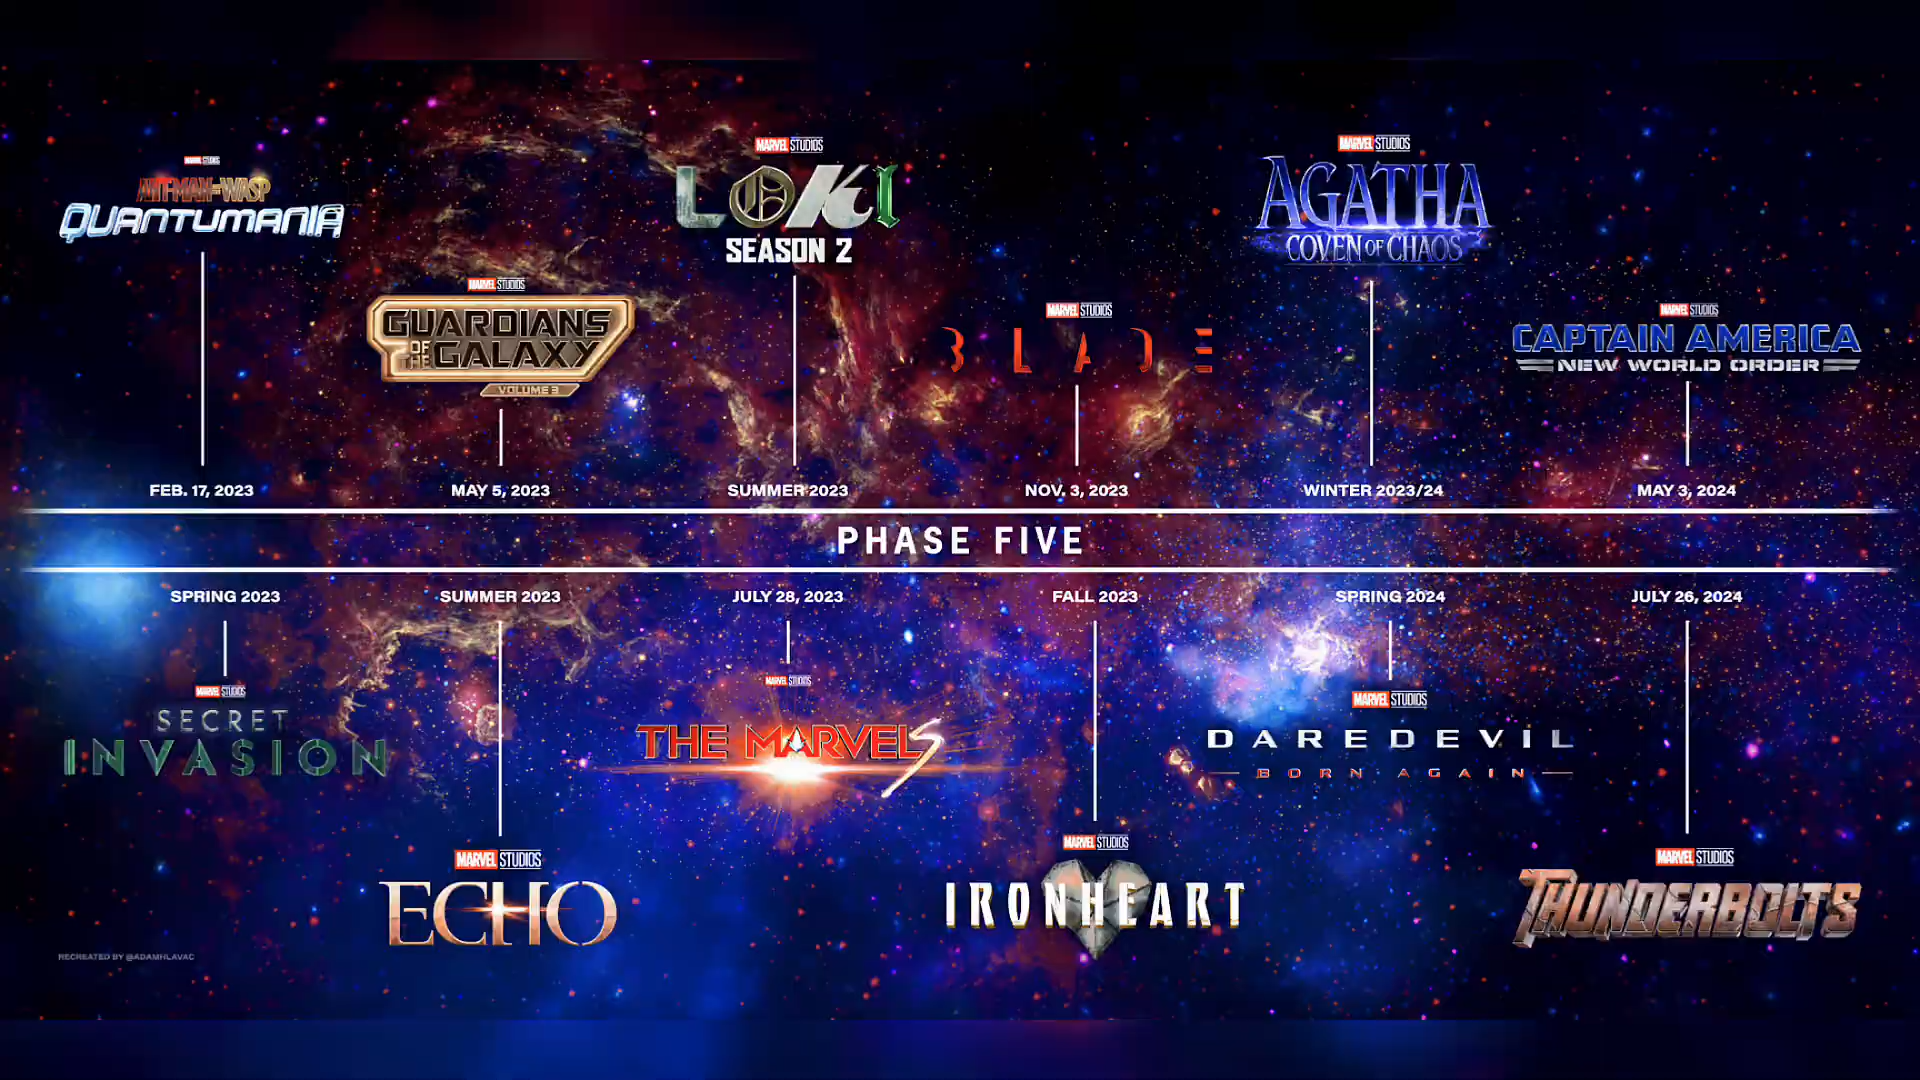 MARVEL STUDIOS
ANT-MAN AND THE WASP
QUANTUMANIA
FEB. 17, 2023
MARVEL STUDIOS
GUARDIANS
OF THE GALAXY
VOLUME 3
MAY 5, 2023
MARVEL STUDIOS
LOKI
SEASON 2
SUMMER 2023
MARVEL STUDIOS
BLADE
NOV. 3, 2023
MARVEL STUDIOS
AGATHA
COVEN OF CHAOS
WINTER 2023/24
MARVEL STUDIOS
CAPTAIN AMERICA
NEW WORLD ORDER
MAY 3, 2024
PHASE FIVE
SPRING 2023
MARVEL STUDIOS
SECRET
INVASION
SUMMER 2023
MARVEL STUDIOS
ECHO
JULY 28, 2023
MARVEL STUDIOS
THE MARVELS
FALL 2023
MARVEL STUDIOS
IRONHEART
SPRING 2024
MARVEL STUDIOS
DAREDEVIL
BORN AGAIN
JULY 26, 2024
MARVEL STUDIOS
THUNDERBOLTS
RECREATED BY @ADAMHLAVAC